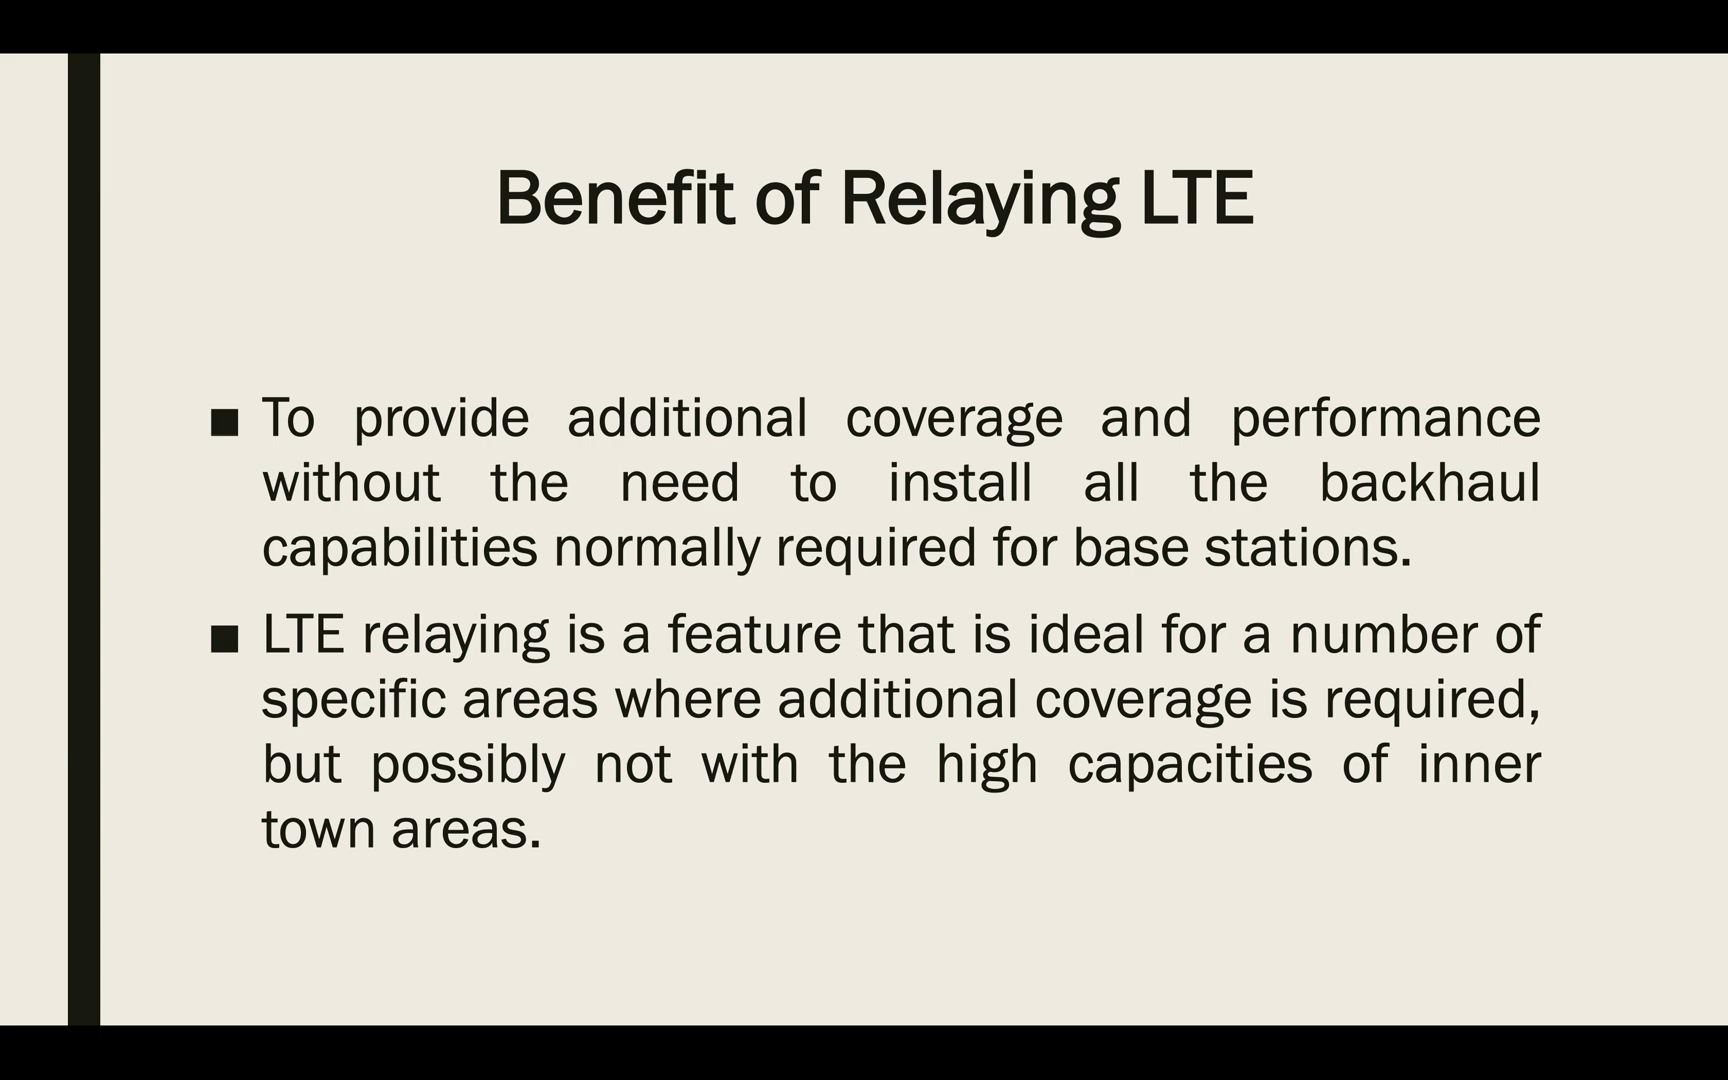 Benefit of Relaying LTE
■ To provide additional coverage and performance
without the need to install all the backhaul
capabilities normally required for base stations.
■ LTE relaying is a feature that is ideal for a number of
specific areas where additional coverage is required,
but possibly not with the high capacities of inner
town areas.